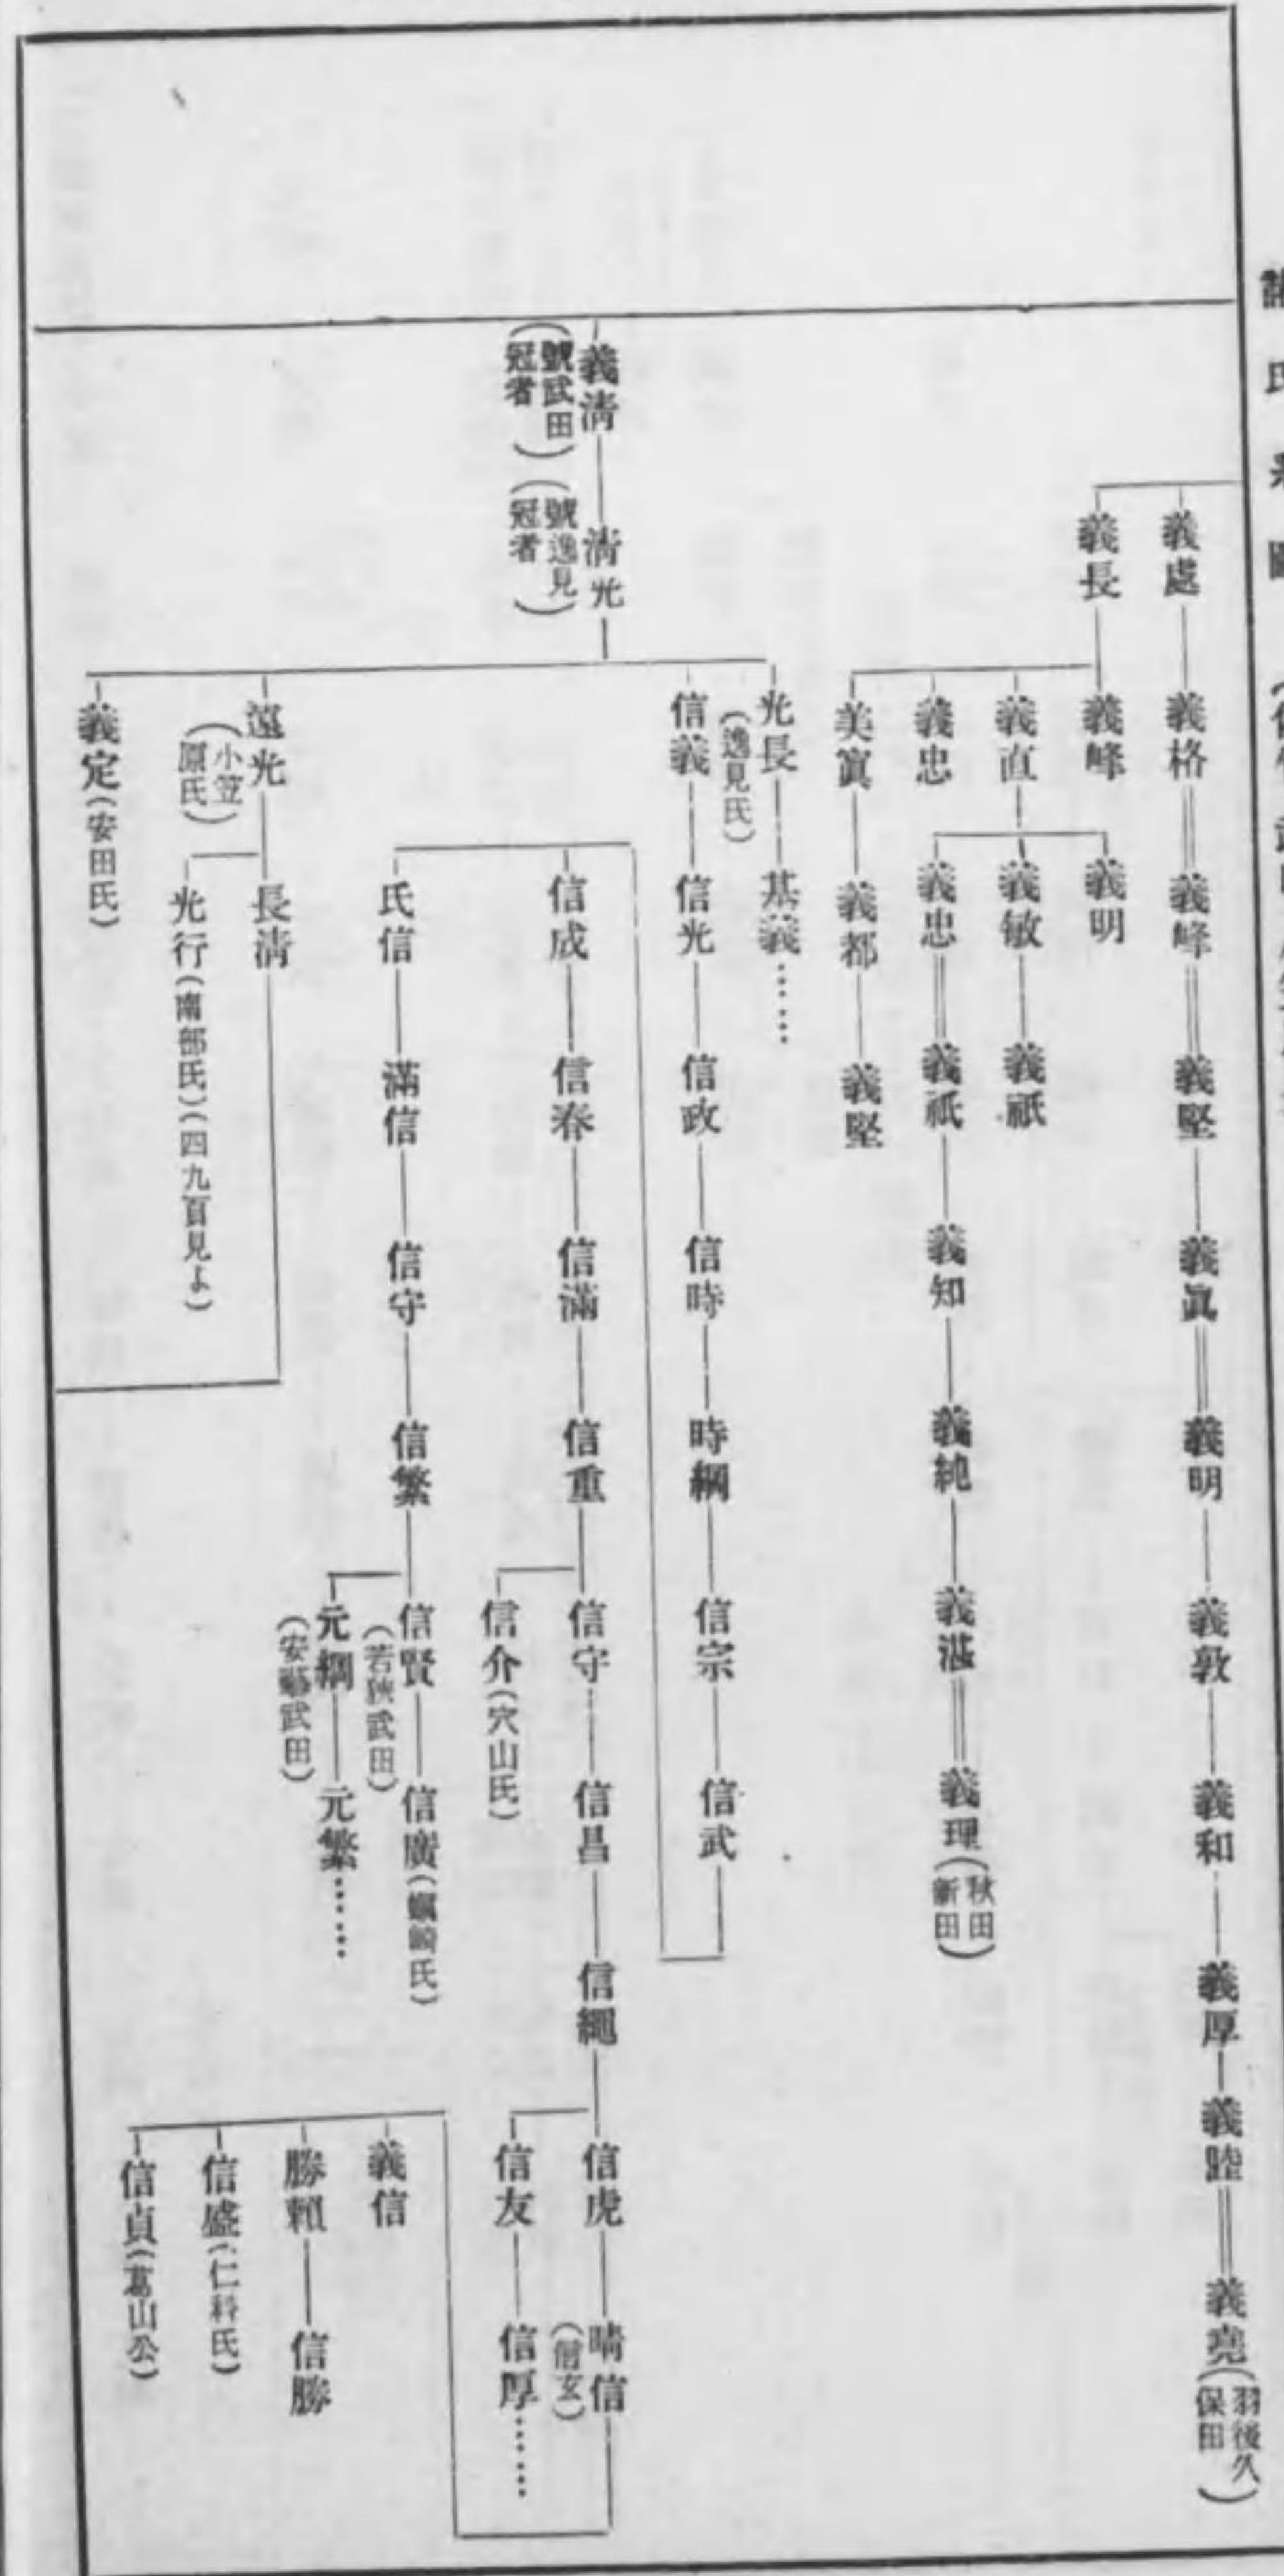 義處―義格＝義峰＝義堅―義眞＝義明―義敦―義和―義厚―義睦＝義堯(羽後久保田)
義長―義峰
義直―義明
義敏―義祇
義忠＝義祇―義知―義純―義湛＝義理(秋田新田)
義忠
美寘―義都―義堅
義淸(號武田冠者)―淸光(號逸見冠者)
光長(逸見氏)―基義……
信義―信光―信政―信時―時綱―信宗―信武
信成―信春―信滿―信重―信守―信昌―信繩―信虎―晴信(信玄)
信友―信厚……
信介(穴山氏)
義信
勝賴―信勝
信盛(仁科氏)
信貞(葛山公)
氏信―滿信―信守―信繁―信賢(若狹武田)―信廣(蠣崎氏)
元綱(安藝武田)―元繁……
遠光(小笠原氏)―長淸
光行(南部氏)(四九頁見よ)
義定(安田氏)